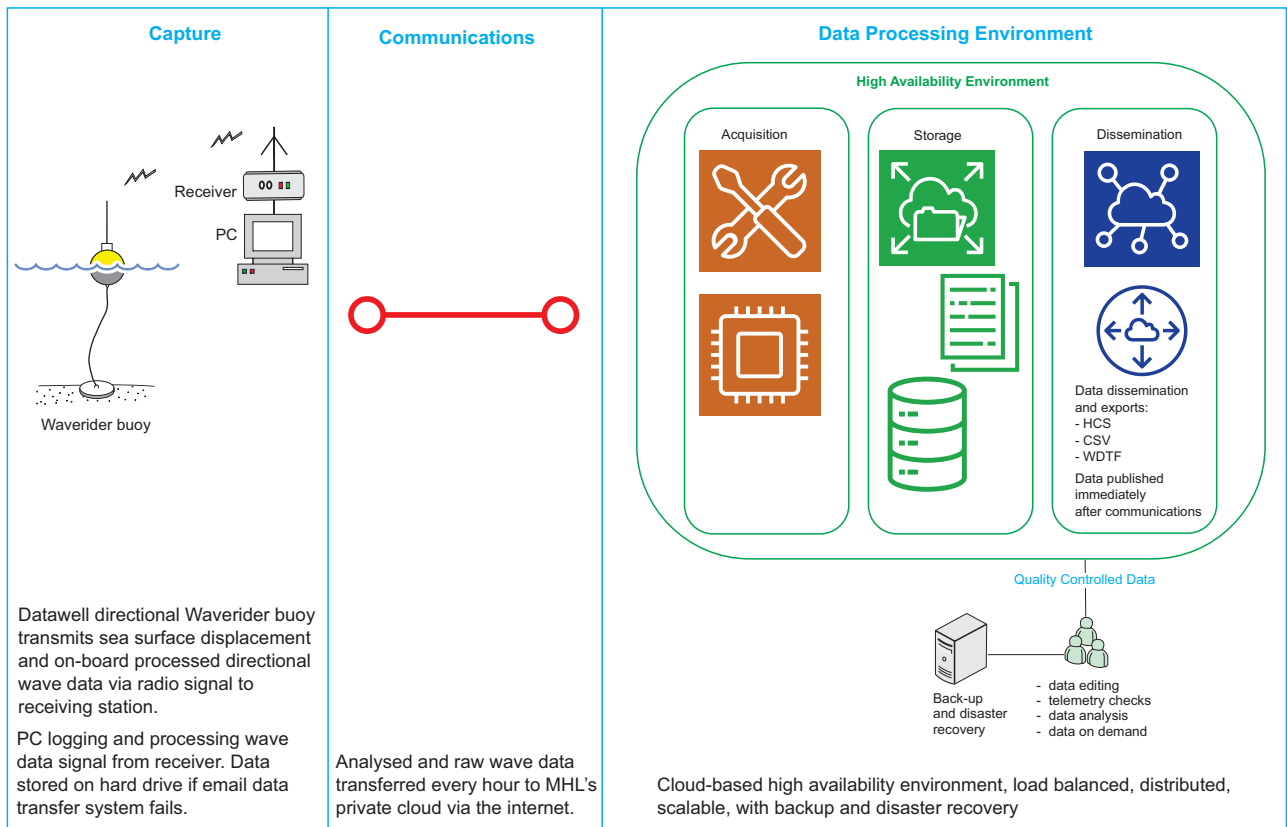 Capture
Receiver
PC
Waverider buoy
Datawell directional Waverider buoy
transmits sea surface displacement
and on-board processed directional
wave data via radio signal to
receiving station.
PC logging and processing wave
data signal from receiver. Data
stored on hard drive if email data
transfer system fails.
Communications
Analysed and raw wave data
transferred every hour to MHL's
private cloud via the internet.
Data Processing Environment
High Availability Environment
Acquisition
Storage
Dissemination
Data dissemination
and exports:
- HCS
- CSV
- WDTF
Data published
immediately
after communications
Quality Controlled Data
Back-up
and disaster
recovery
- data editing
- telemetry checks
- data analysis
- data on demand
Cloud-based high availability environment, load balanced, distributed,
scalable, with backup and disaster recovery